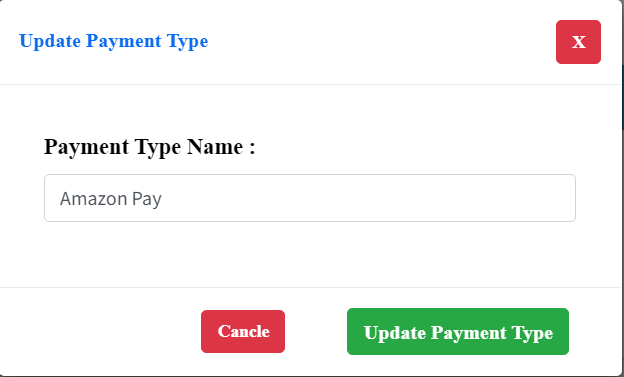 Update Payment Type
X
Payment Type Name :
Amazon Pay
Cancle
Update Payment Type